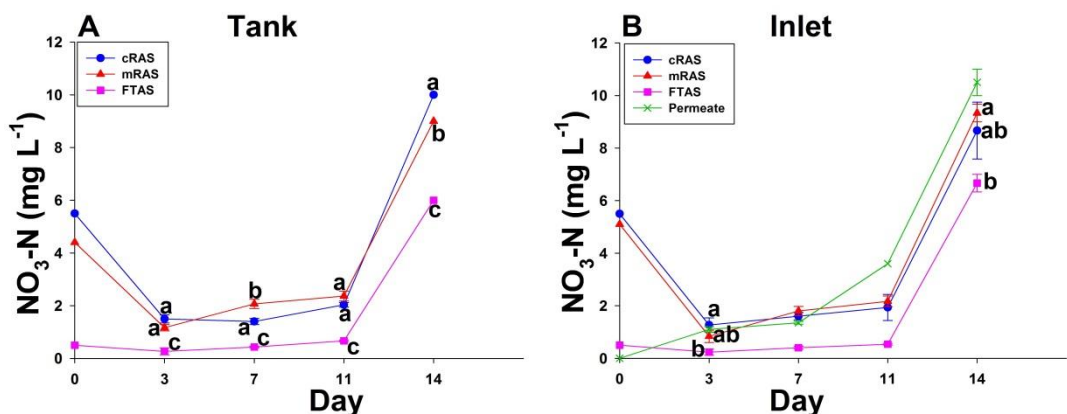 A Tank
NO3-N (mg L-1)
12
10
8
6
4
2
0
cRAS
mRAS
FTAS
a
b
c
a
a
c
b
a
c
a
a
c
0 3 7 11 14
Day
B Inlet
NO3-N (mg L-1)
12
10
8
6
4
2
0
cRAS
mRAS
FTAS
Permeate
a
ab
b
a
ab
b
0 3 7 11 14
Day